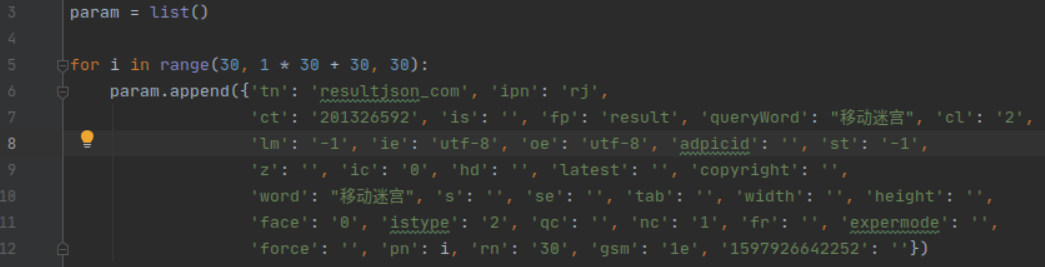 3 param = list()
4
5 for i in range(30, 1 * 30 + 30, 30):
6 param.append({'tn': 'resultjson_com', 'ipn': 'rj',
7 'ct': '201326592', 'is': '', 'fp': 'result', 'queryWord': "移动迷宫", 'cl': '2',
8 'lm': '-1', 'ie': 'utf-8', 'oe': 'utf-8', 'adpicid': '', 'st': '-1',
9 'z': '', 'ic': '0', 'hd': '', 'latest': '', 'copyright': '',
10 'word': "移动迷宫", 's': '', 'se': '', 'tab': '', 'width': '', 'height': '',
11 'face': '0', 'istype': '2', 'qc': '', 'nc': '1', 'fr': '', 'expermode': '',
12 'force': '', 'pn': i, 'rn': '30', 'gsm': '1e', '1597926642252': ''})